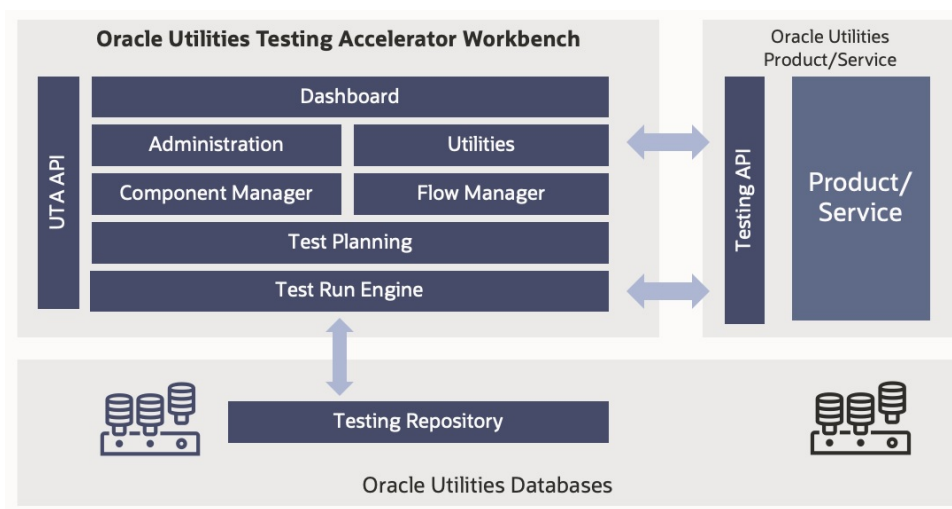 Oracle Utilities Testing Accelerator Workbench
UTA API
Dashboard
Administration
Utilities
Component Manager
Flow Manager
Test Planning
Test Run Engine
Oracle Utilities
Product/Service
Testing API
Product/
Service
Testing Repository
Oracle Utilities Databases